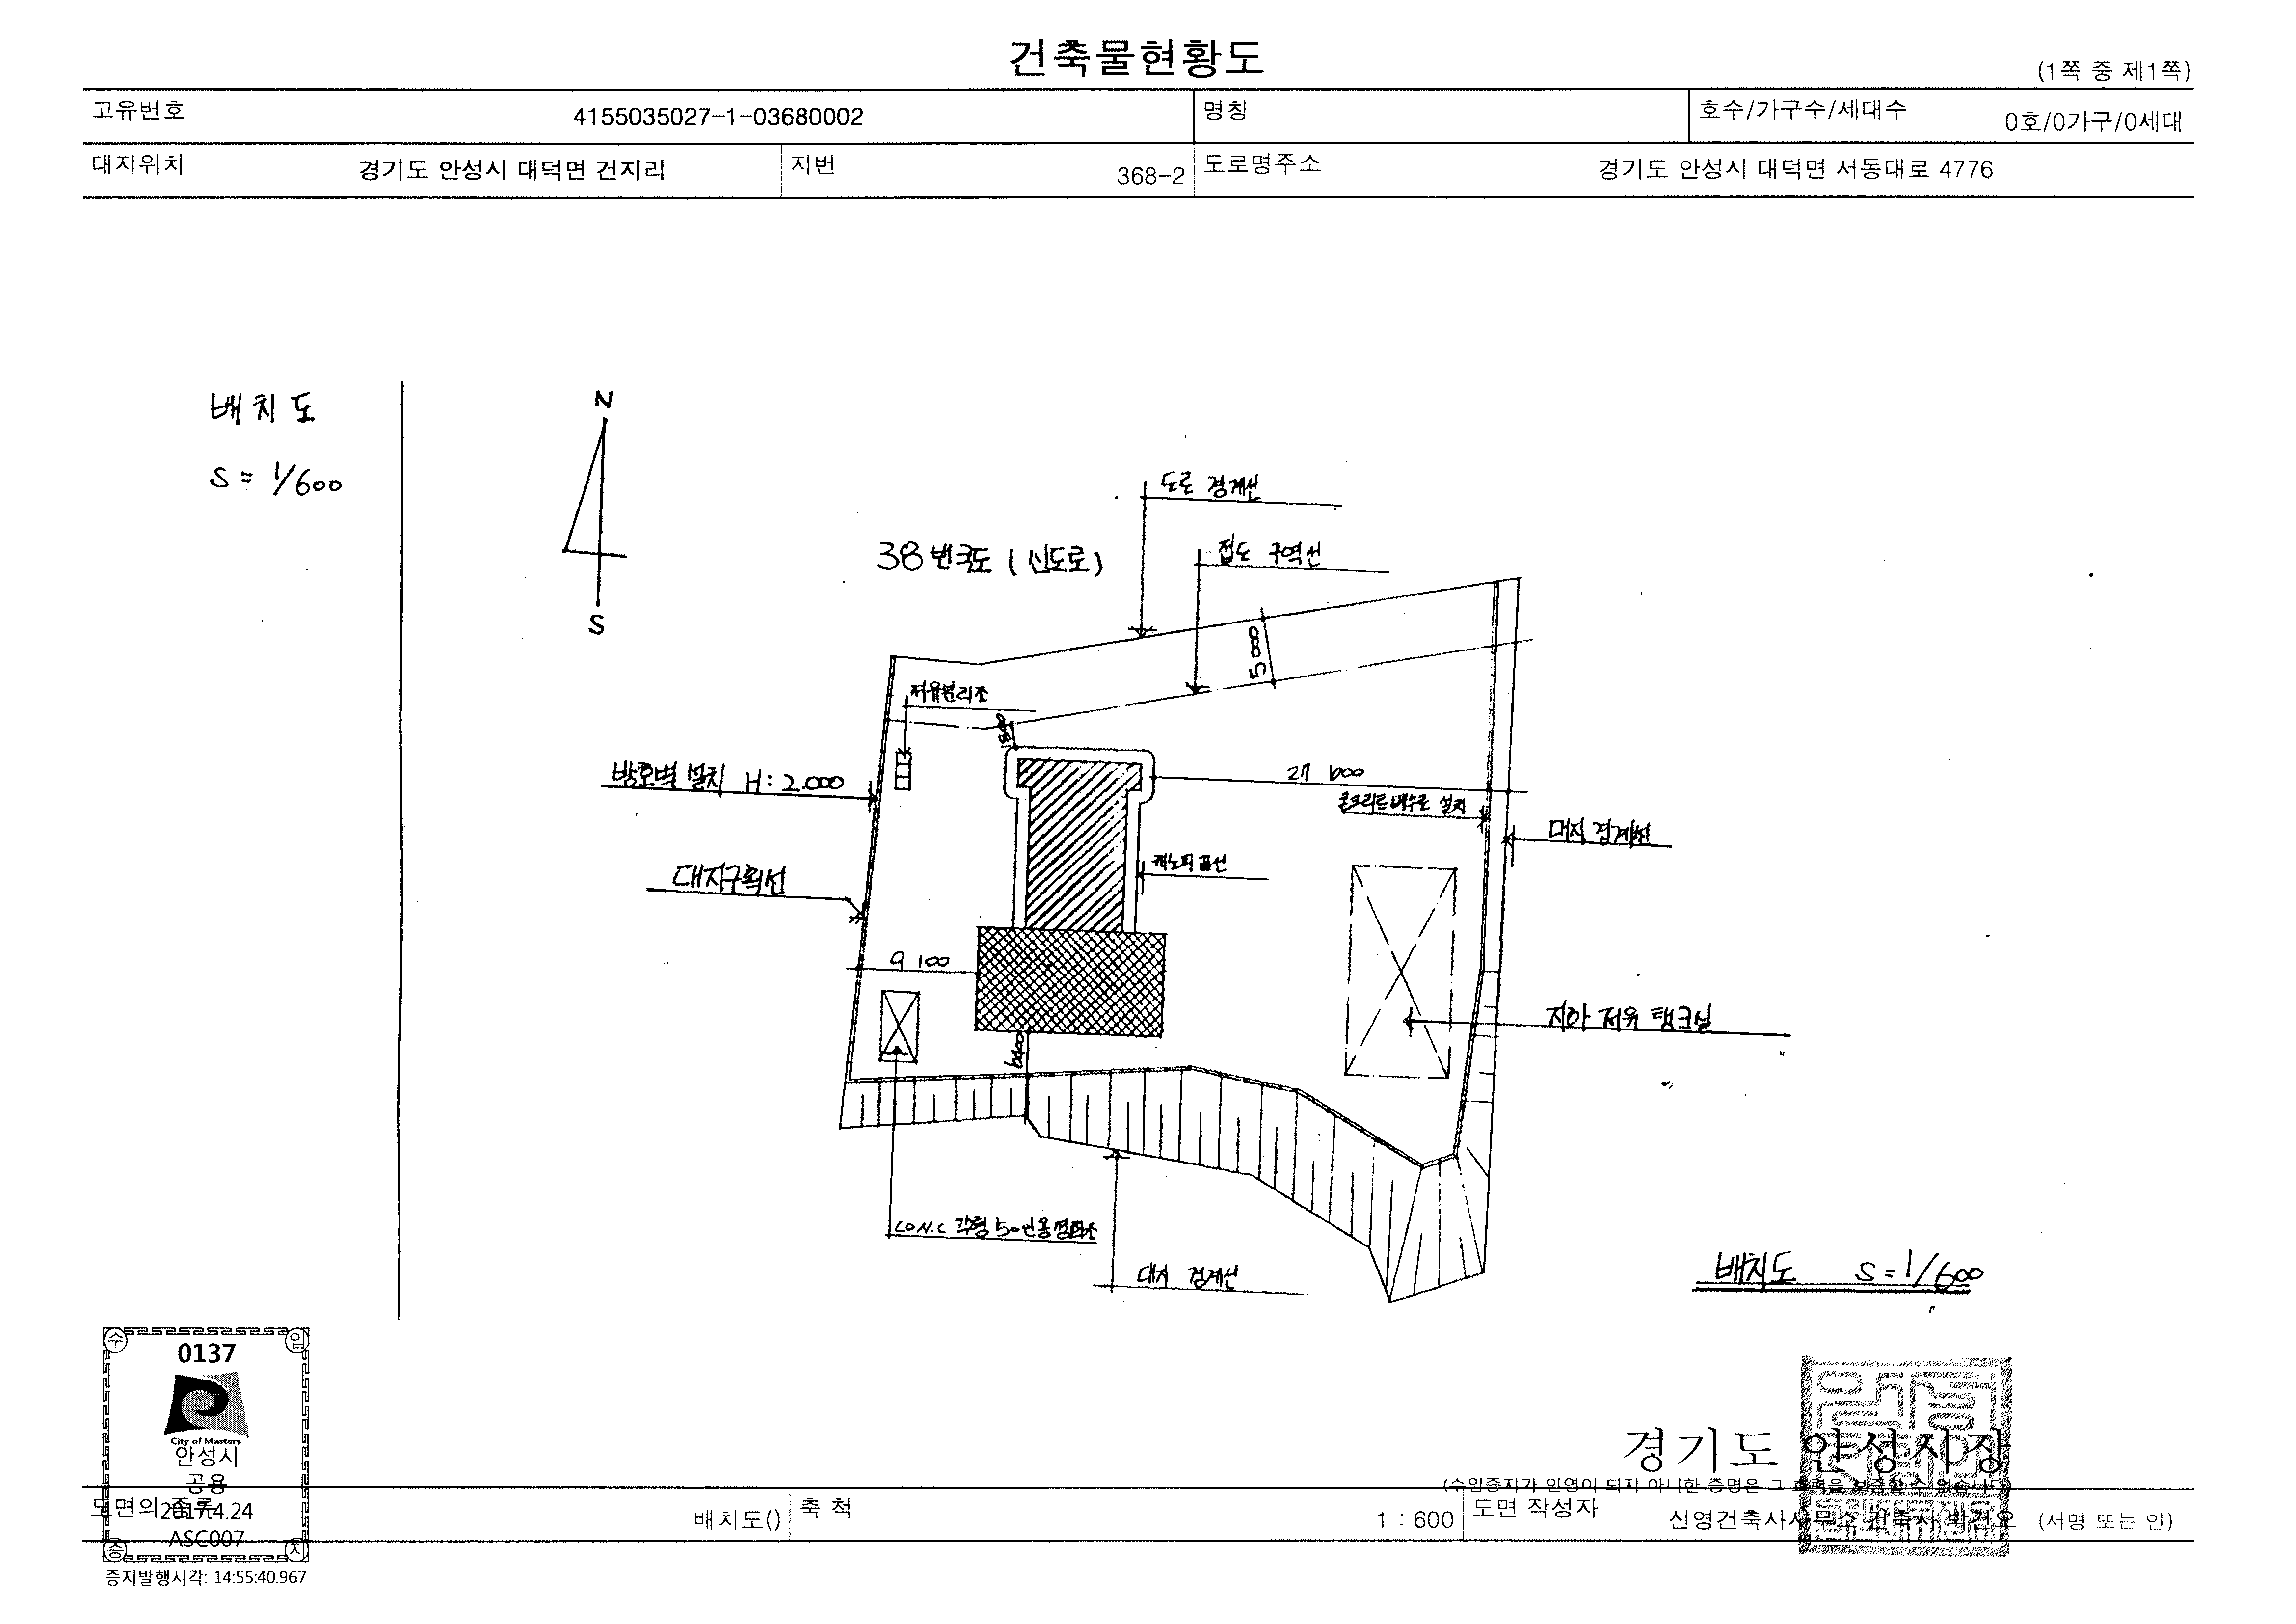 건축물현황도
(1쪽 중 제1쪽)
고유번호 4155035027-1-03680002 명칭 호수/가구수/세대수 0호/0가구/0세대
대지위치 경기도 안성시 대덕면 건지리 지번 368-2 도로명주소 경기도 안성시 대덕면 서동대로 4776
배치도
S = 1/600
N
S
도로 경계선
38번국도 (신도로)
접도 구역선
5 000
저유분리조
1800
방호벽 설치 H: 2.000
27 600
콘크리트배수로 설치
대지 경계선
대지구획선
캐노피 끝선
9 100
지하 저유 탱크실
6400
CON.C 각형 50인용 정화조
대지 경계선
배치도 S = 1/600
수 입
0137
City of Masters
안성시
공용
2017.4.24
ASC007
증 지
증지발행시각: 14:55:40.967
경기도 안성시장
(수입증지가 인영이 되지 아니한 증명은 그 효력을 보증할 수 없습니다)
도면의 종류 배치도() 축 척 1 : 600 도면 작성자 신영건축사사무소 건축사 박건오 (서명 또는 인)